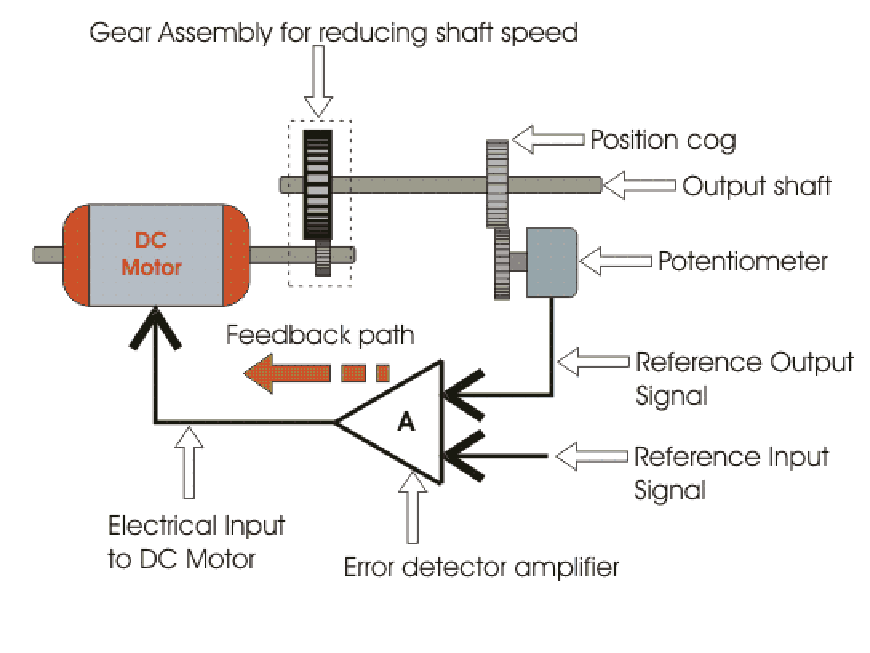 Gear Assembly for reducing shaft speed
Position cog
Output shaft
DC
Motor
Potentiometer
Feedback path
Reference Output
Signal
A
Reference Input
Signal
Electrical Input
to DC Motor
Error detector amplifier